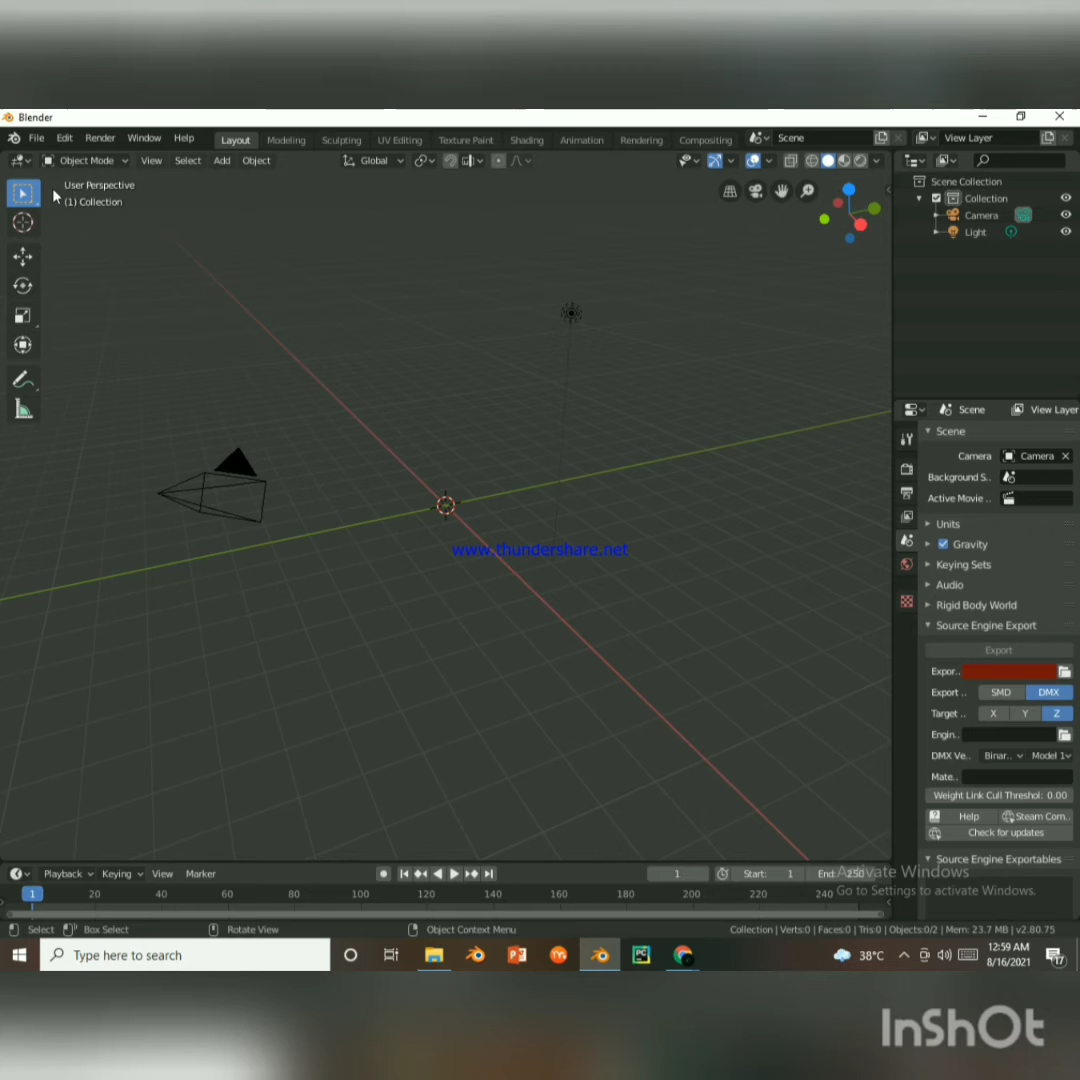 Blender
File Edit Render Window Help Layout Modeling Sculpting UV Editing Texture Paint Shading Animation Rendering Compositing Scene View Layer
Object Mode View Select Add Object Global
User Perspective
(1) Collection
Scene Collection
Collection
Camera
Light
www.thundershare.net
Scene View Layer
Scene
Camera Camera
Background S..
Active Movie ..
Units
Gravity
Keying Sets
Audio
Rigid Body World
Source Engine Export
Export
Expor..
Export .. SMD DMX
Target .. X Y Z
Engin..
DMX Ve.. Binar.. Model 1
Mate..
Weight Link Cull Threshol: 0.00
Help Steam Com..
Check for updates
Source Engine Exportables
Playback Keying View Marker 1 Start: 1 End: 250
Activate Windows
Go to Settings to activate Windows.
1 20 40 60 80 100 120 140 160 180 200 220 240
Select Box Select Rotate View Object Context Menu Collection | Verts:0 | Faces:0 | Tris:0 | Objects:0/2 | Mem: 23.7 MB | v2.80.75
Type here to search 38°C 12:59 AM
8/16/2021 17
InShOt